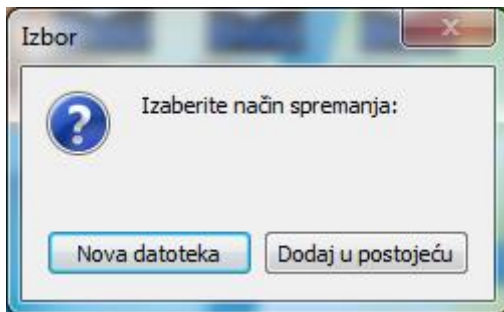 Izbor
Izaberite način spremanja:
Nova datoteka
Dodaj u postojeću